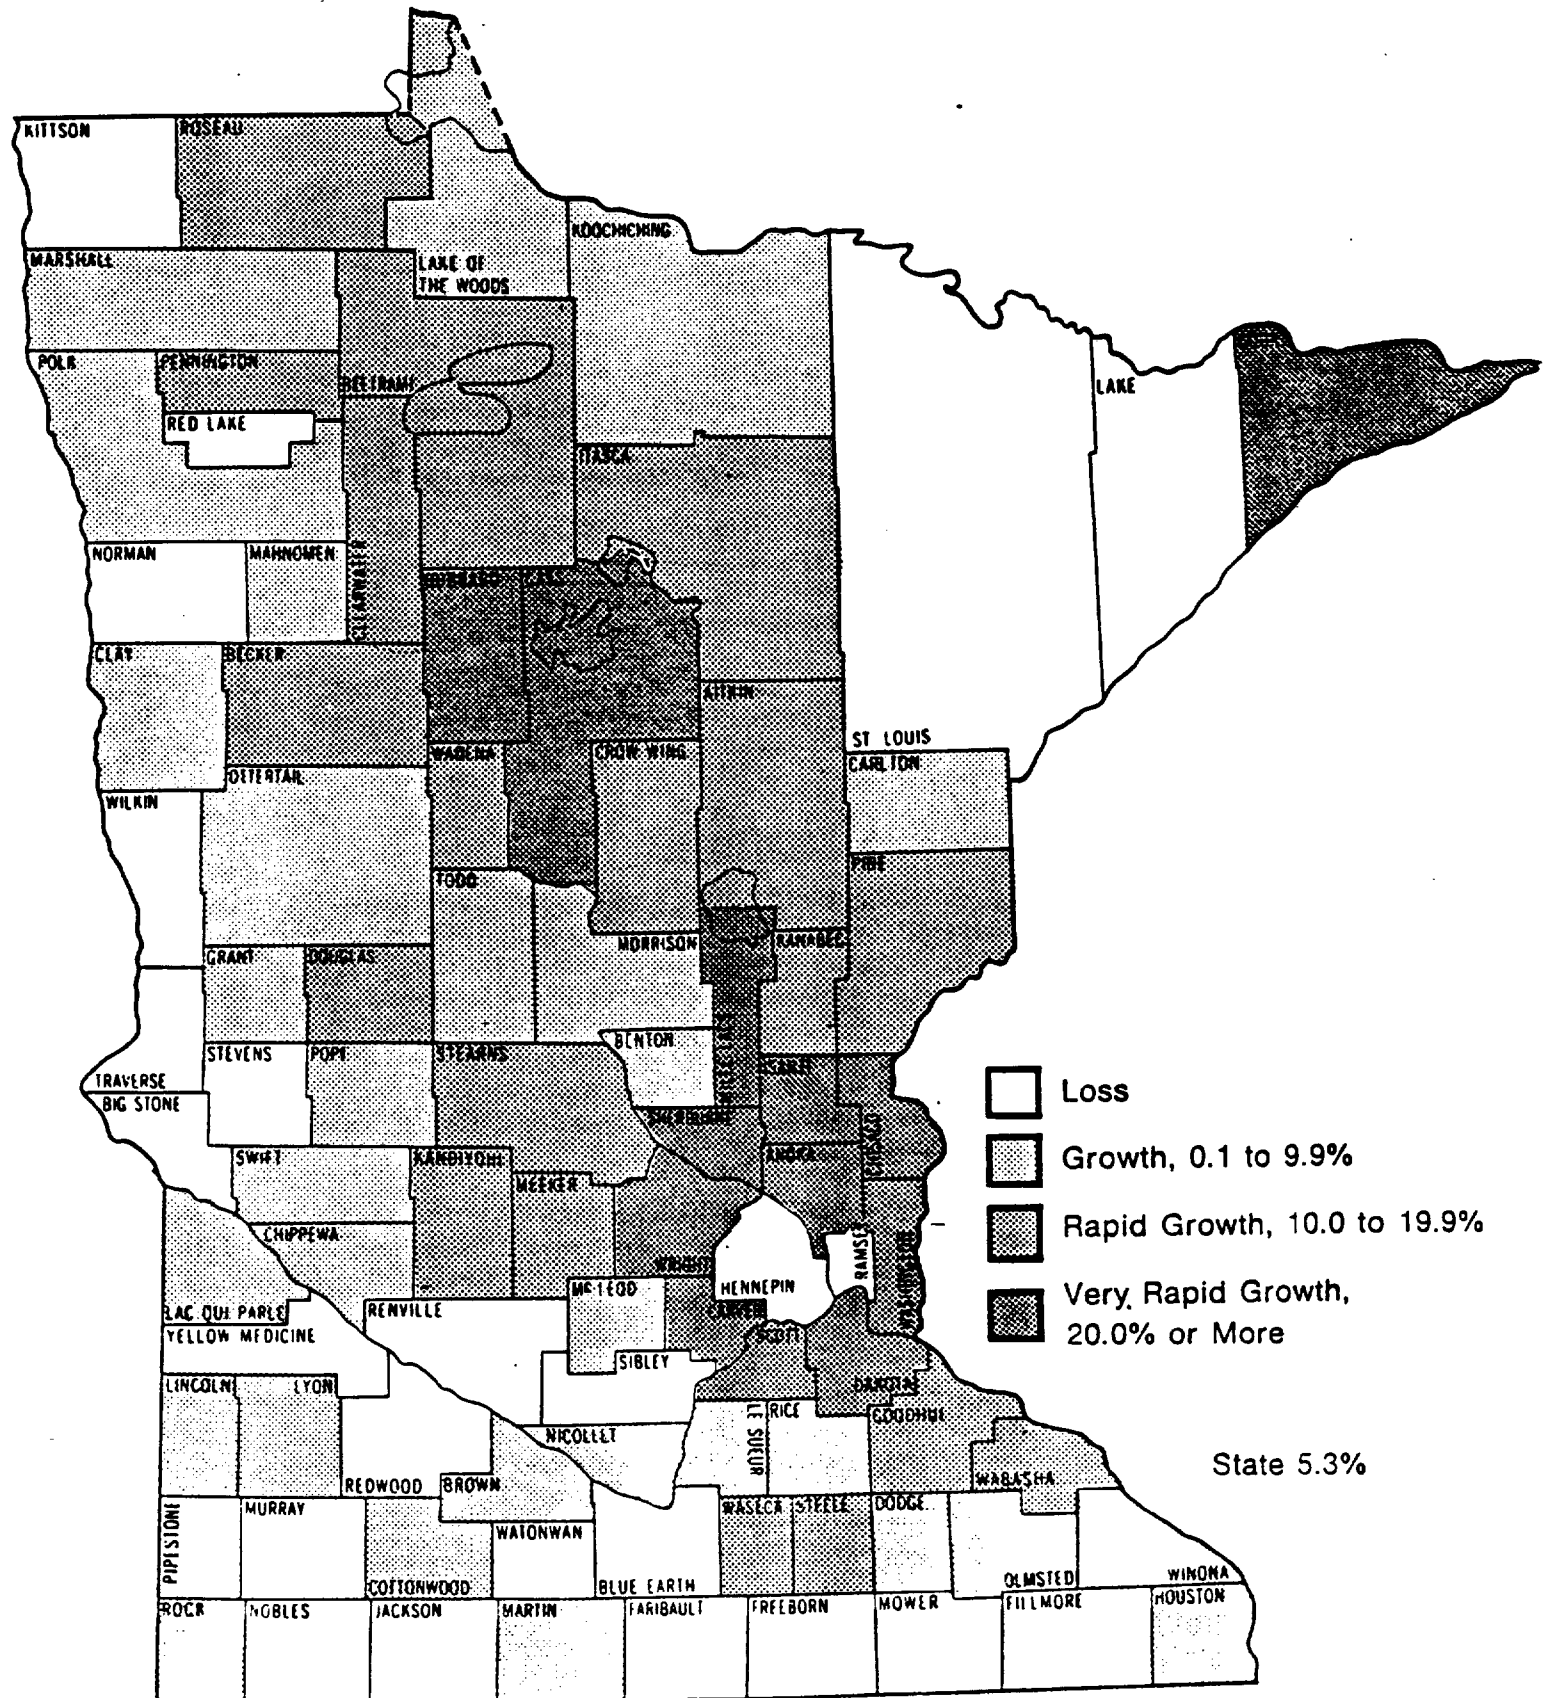 KITTSON
ROSEAU
KOOCHICHING
MARSHALL
LAKE OF
THE WOODS
POLK
PENNINGTON
BELTRAMI
LAKE
RED LAKE
ITASCA
NORMAN
MAHNOMEN
CLEARWATER
HUBBARD
CASS
CLAY
BECKER
AITKIN
ST LOUIS
WADENA
CROW WING
CARLTON
OTTERTAIL
WILKIN
PINE
TODD
MORRISON
KANABEC
GRANT
DOUGLAS
BENTON
MILLE LACS
STEVENS
POPE
STEARNS
ISANTI
TRAVERSE
BIG STONE
SHERBURNE
CHISAGO
Loss
SWIFT
KANDIYOHI
ANOKA
Growth, 0.1 to 9.9%
MEEKER
CHIPPEWA
Rapid Growth, 10.0 to 19.9%
WRIGHT
RAMSEY
WASHINGTON
HENNEPIN
MC LEOD
Very Rapid Growth,
20.0% or More
LAC QUI PARLE
RENVILLE
CARVER
YELLOW MEDICINE
SCOTT
SIBLEY
LINCOLN
LYON
DAKOTA
LE SUEUR
RICE
GOODHUE
NICOLLET
State 5.3%
REDWOOD
BROWN
WABASHA
PIPESTONE
MURRAY
WASECA
STEELE
DODGE
WATONWAN
COTTONWOOD
BLUE EARTH
OLMSTED
WINONA
ROCK
NOBLES
JACKSON
MARTIN
FARIBAULT
FREEBORN
MOWER
FILLMORE
HOUSTON